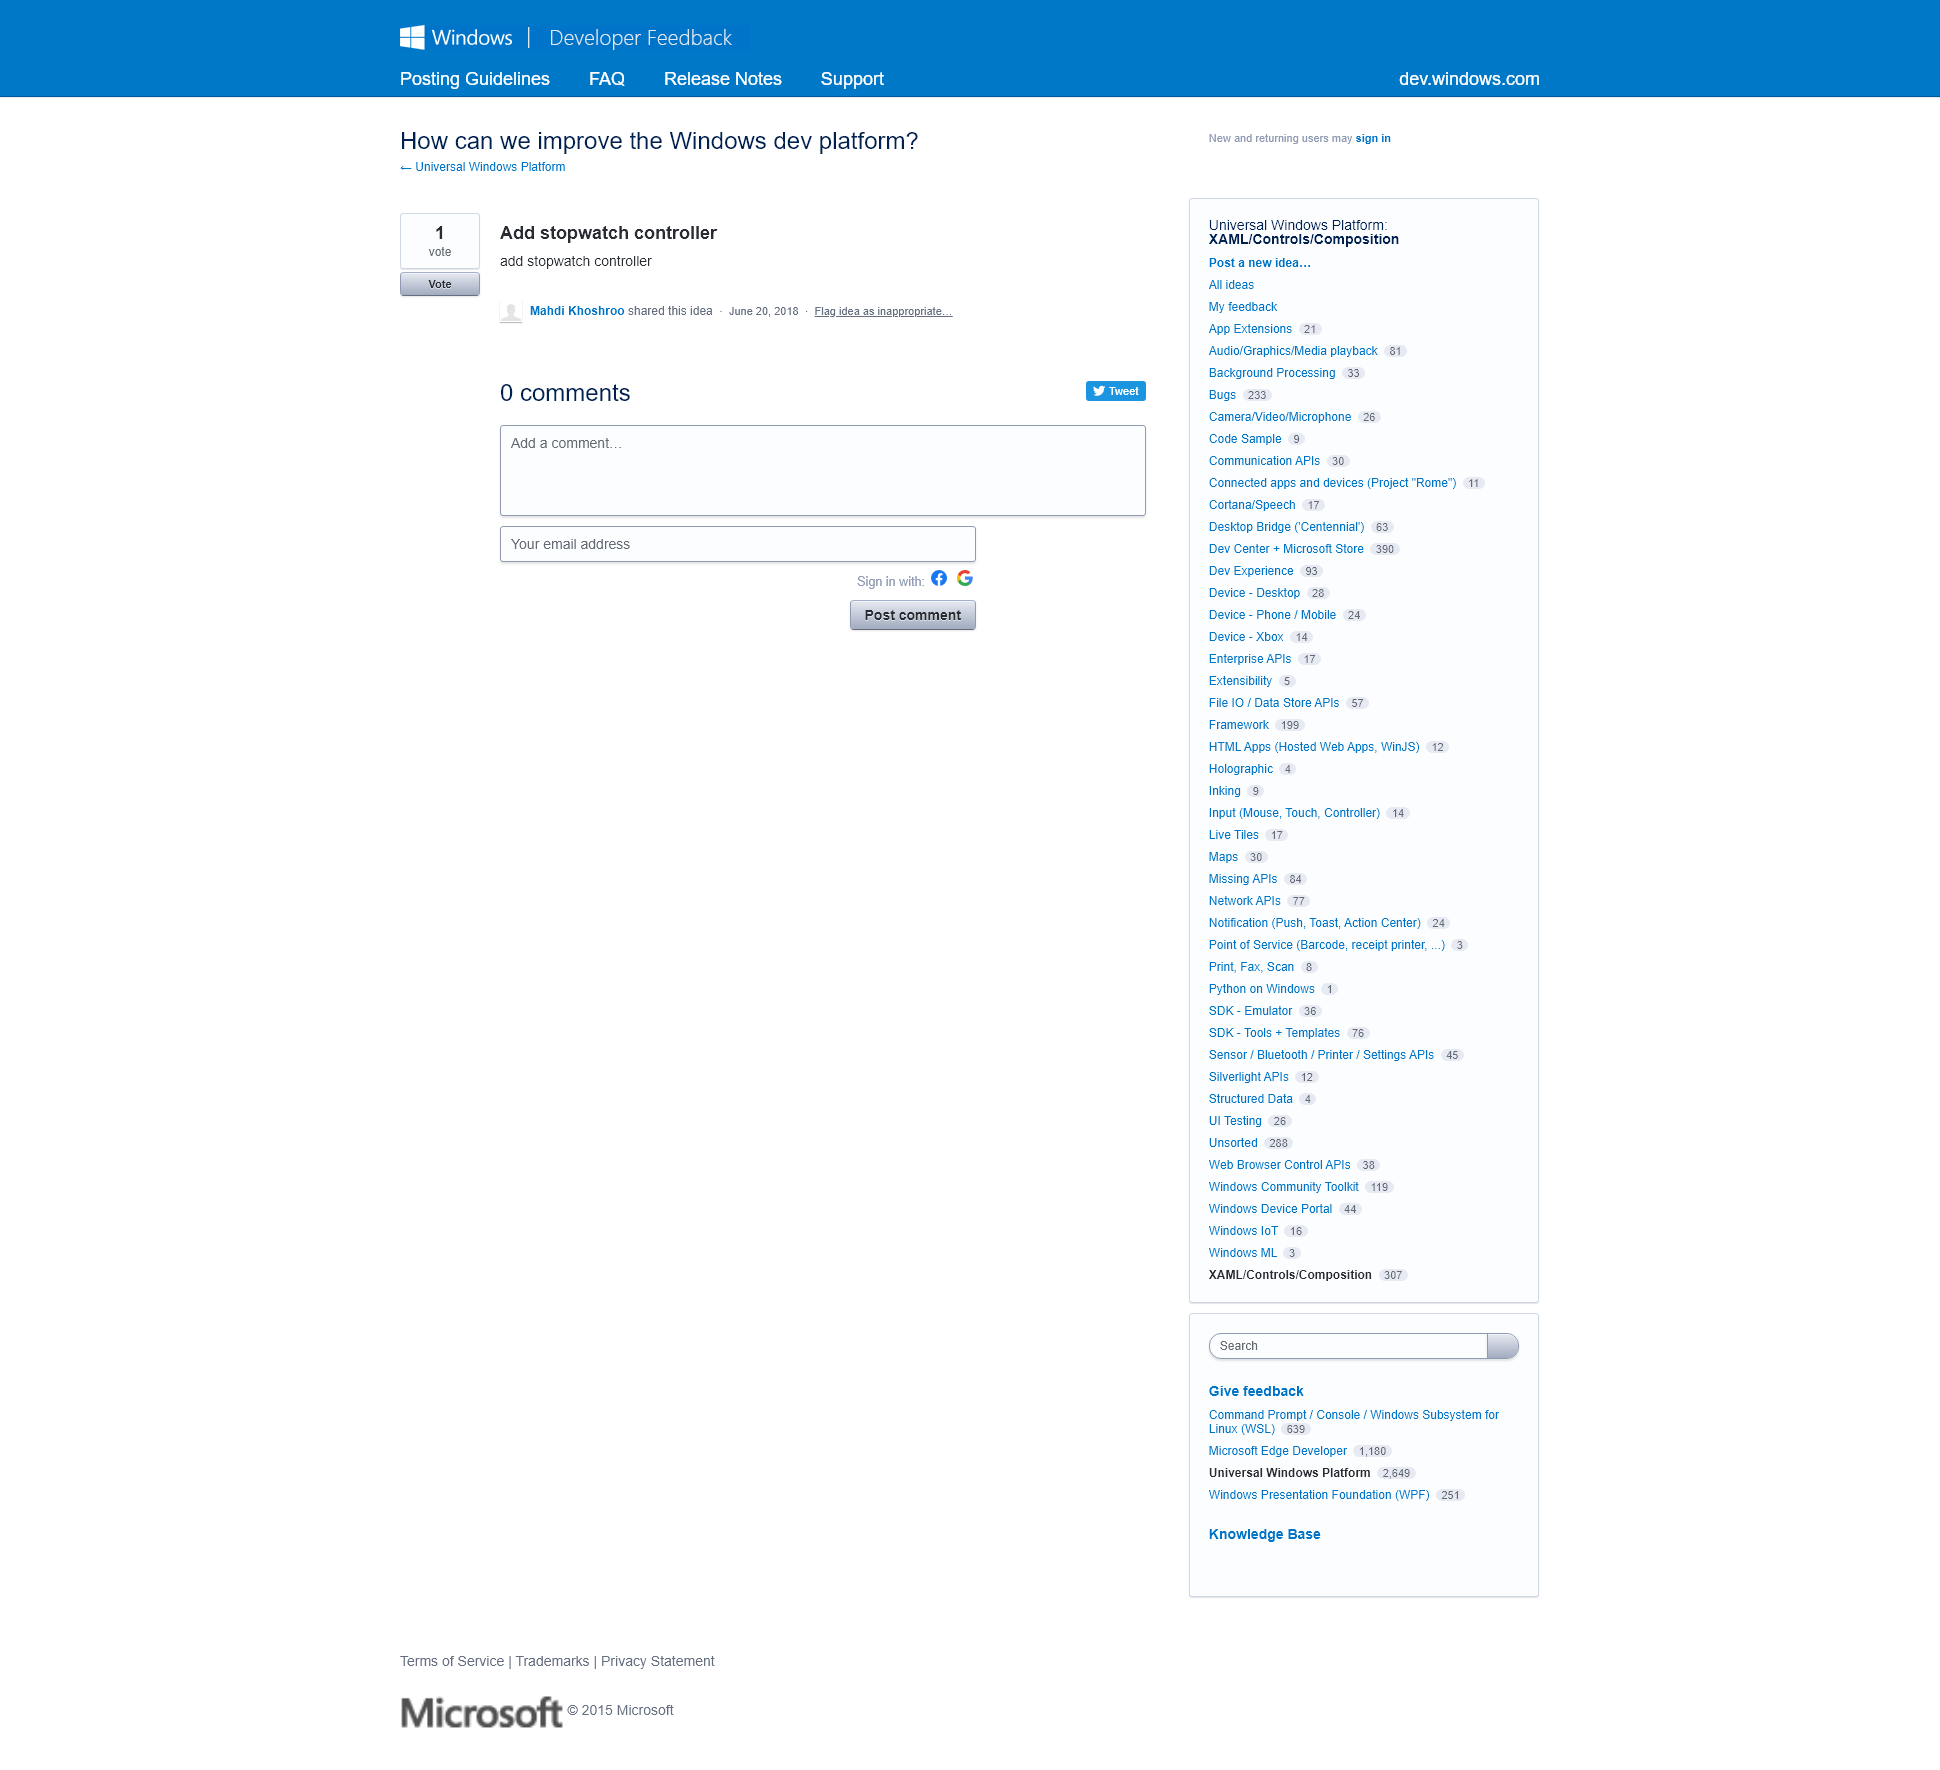 Windows | Developer Feedback
Posting Guidelines FAQ Release Notes Support dev.windows.com
How can we improve the Windows dev platform?
← Universal Windows Platform
New and returning users may sign in
1
vote
Vote
Add stopwatch controller
add stopwatch controller
Mahdi Khoshroo shared this idea · June 20, 2018 · Flag idea as inappropriate…
0 comments
Tweet
Add a comment…
Your email address
Sign in with:
Post comment
Universal Windows Platform:
XAML/Controls/Composition
Post a new idea…
All ideas
My feedback
App Extensions 21
Audio/Graphics/Media playback 81
Background Processing 33
Bugs 233
Camera/Video/Microphone 26
Code Sample 9
Communication APIs 30
Connected apps and devices (Project "Rome") 11
Cortana/Speech 17
Desktop Bridge ('Centennial') 63
Dev Center + Microsoft Store 390
Dev Experience 93
Device - Desktop 28
Device - Phone / Mobile 24
Device - Xbox 14
Enterprise APIs 17
Extensibility 5
File IO / Data Store APIs 57
Framework 199
HTML Apps (Hosted Web Apps, WinJS) 12
Holographic 4
Inking 9
Input (Mouse, Touch, Controller) 14
Live Tiles 17
Maps 30
Missing APIs 84
Network APIs 77
Notification (Push, Toast, Action Center) 24
Point of Service (Barcode, receipt printer, ...) 3
Print, Fax, Scan 8
Python on Windows 1
SDK - Emulator 36
SDK - Tools + Templates 76
Sensor / Bluetooth / Printer / Settings APIs 45
Silverlight APIs 12
Structured Data 4
UI Testing 26
Unsorted 288
Web Browser Control APIs 38
Windows Community Toolkit 119
Windows Device Portal 44
Windows IoT 16
Windows ML 3
XAML/Controls/Composition 307
Search
Give feedback
Command Prompt / Console / Windows Subsystem for
Linux (WSL) 639
Microsoft Edge Developer 1,180
Universal Windows Platform 2,649
Windows Presentation Foundation (WPF) 251
Knowledge Base
Terms of Service | Trademarks | Privacy Statement
Microsoft © 2015 Microsoft